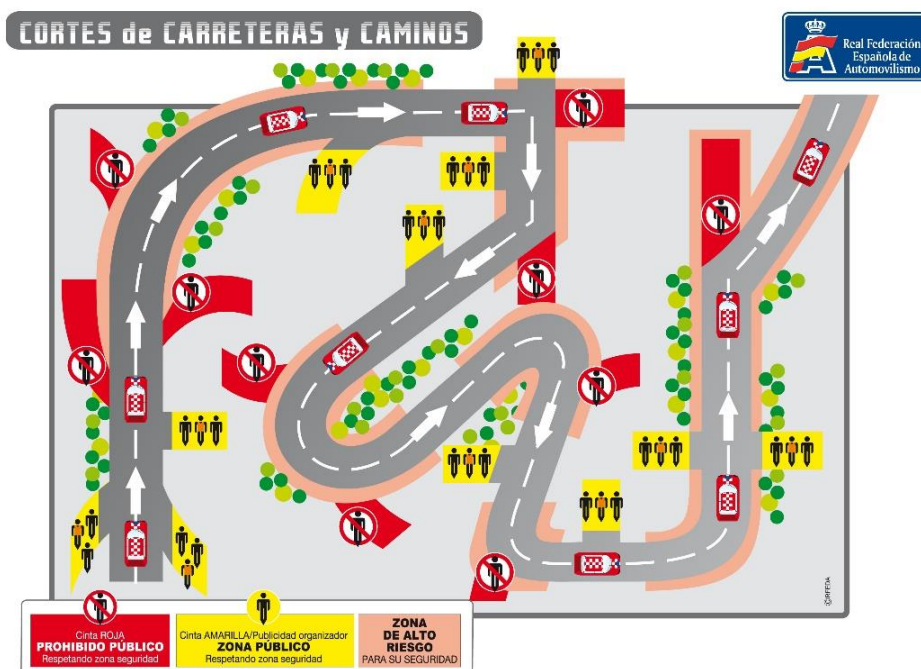 CORTES de CARRETERAS y CAMINOS
Real Federación
Española de
Automovilismo
Cinta ROJA
PROHIBIDO PÚBLICO
Respetando zona seguridad
Cinta AMARILLA/Publicidad organizador
ZONA PÚBLICO
Respetando zona seguridad
ZONA
DE ALTO
RIESGO
PARA SU SEGURIDAD
©RFEDA